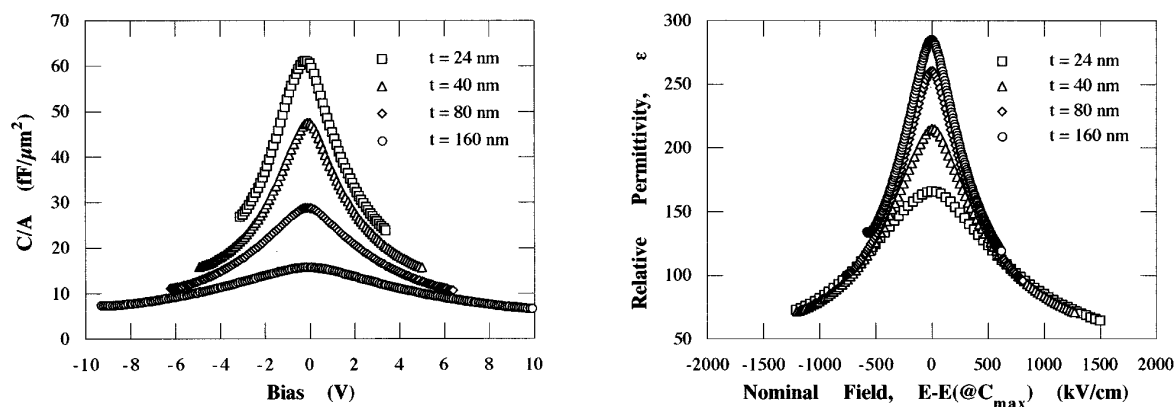 70
60
50
40
30
20
10
0
C/A (fF/μm²)
t = 24 nm
t = 40 nm
t = 80 nm
t = 160 nm
-10 -8 -6 -4 -2 0 2 4 6 8 10
Bias (V)
300
250
200
150
100
50
Relative Permittivity, ε
t = 24 nm
t = 40 nm
t = 80 nm
t = 160 nm
-2000 -1500 -1000 -500 0 500 1000 1500 2000
Nominal Field, E-E(@Cmax) (kV/cm)